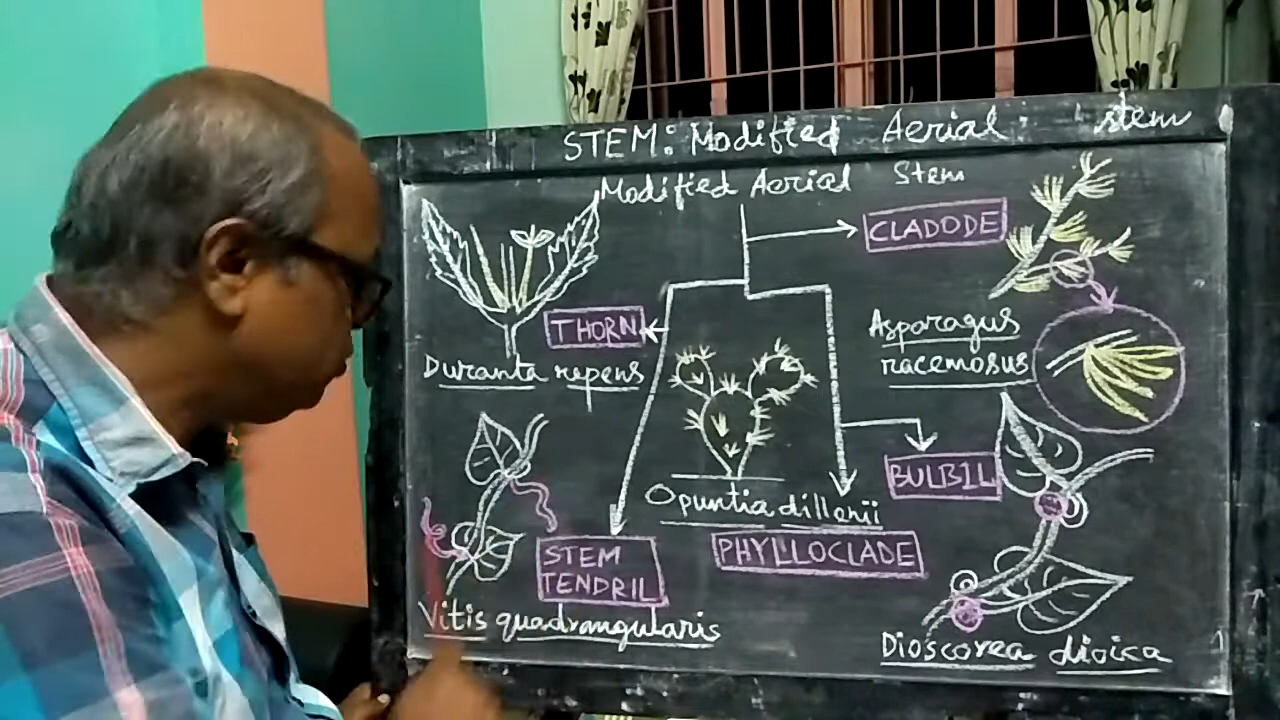 STEM: Modified Aerial stem
Modified Aerial Stem
CLADODE
THORN
Duranta repens
Asparagus
racemosus
BULBIL
Opuntia dillenii
PHYLLOCLADE
STEM
TENDRIL
Vitis quadrangularis
Dioscorea dioica